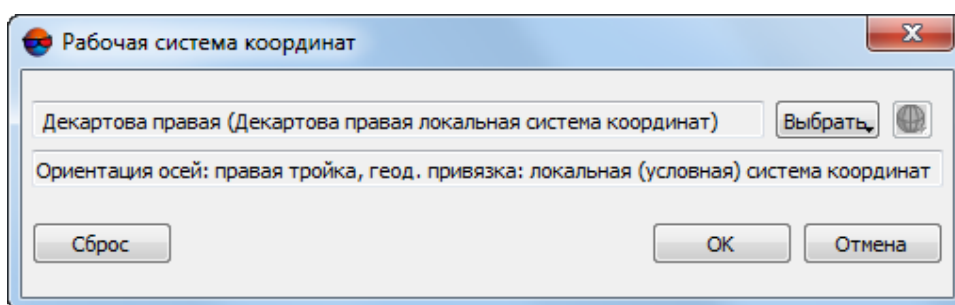 Рабочая система координат
Декартова правая (Декартова правая локальная система координат) Выбрать
Ориентация осей: правая тройка, геод. привязка: локальная (условная) система координат
Сброс OK Отмена